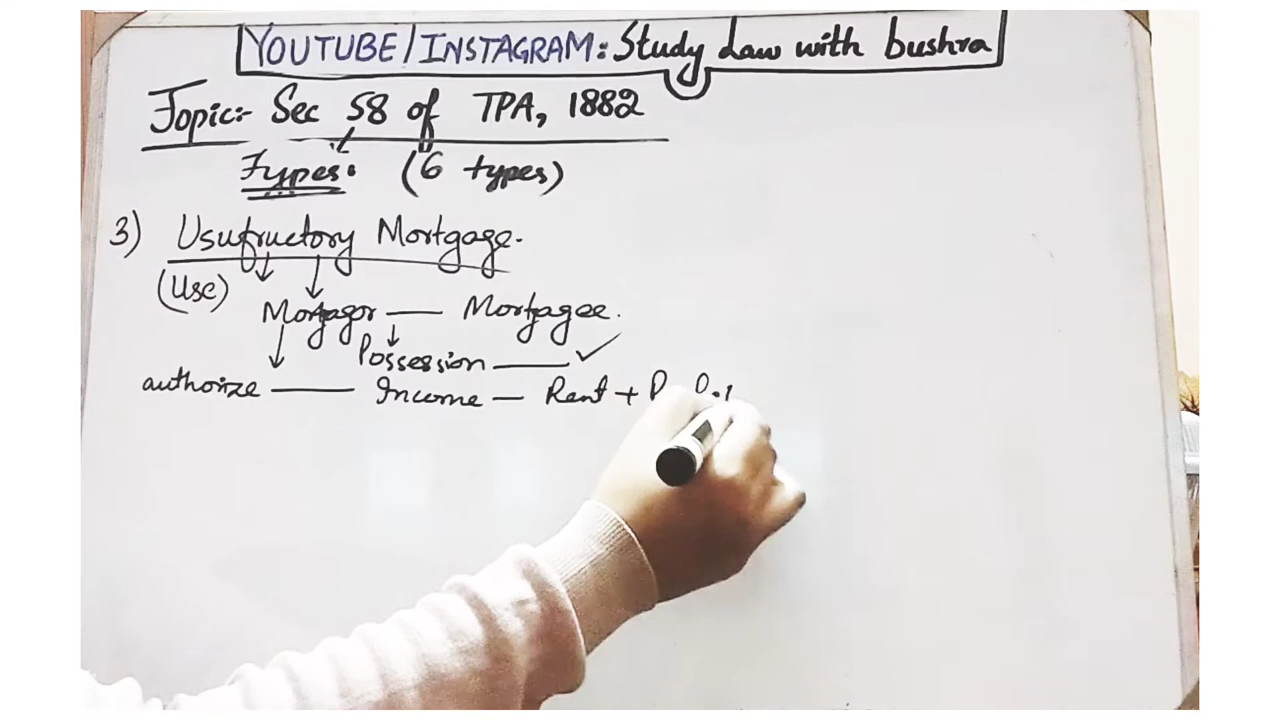 YOUTUBE/INSTAGRAM: Study Law with bushra
Topic:- Sec 58 of TPA, 1882
Types: (6 types)
3) Usufructory Mortgage.
(Use)
Mortgagor — Mortgagee.
Possession —
authorize — Income — Rent +